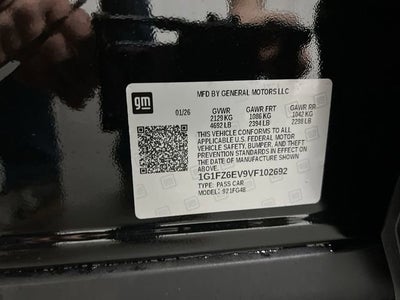 gm
MFD BY GENERAL MOTORS LLC
01/26 GVWR GAWR FRT GAWR RR
2129 KG 1086 KG 1042 KG
4692 LB 2394 LB 2298 LB
THIS VEHICLE CONFORMS TO ALL
APPLICABLE U.S. FEDERAL MOTOR
VEHICLE SAFETY, BUMPER, AND THEFT
PREVENTION STANDARDS IN EFFECT ON
THE DATE OF MANUFACTURE SHOWN
ABOVE.
1G1FZ6EV9VF102692
TYPE: PASS CAR
MODEL: 921FG48